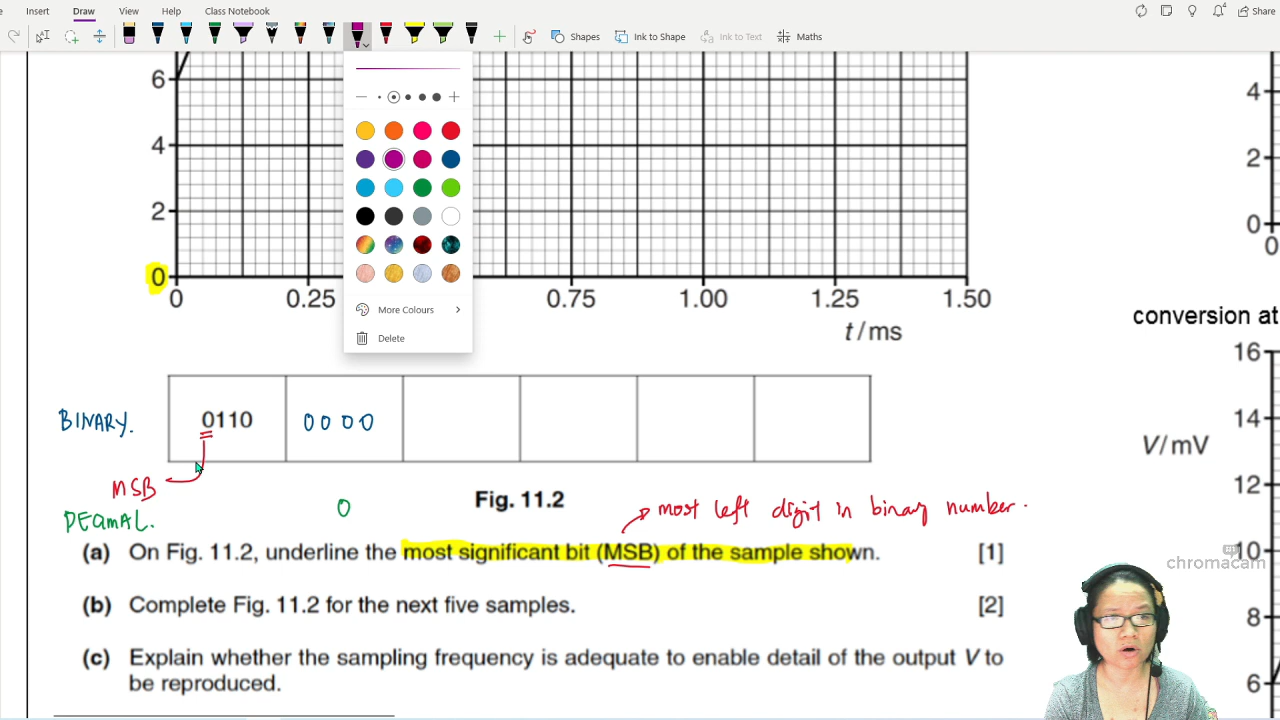 Insert Draw View Help Class Notebook Share
Shapes Ink to Shape Ink to Text Maths
6
4
2
0
0 0.25 0.75 1.00 1.25 1.50
t/ms
More Colours
Delete
4
2
0
0
conversion at
16
14
V/mV
12
10
8
6
BINARY. 0110 0000
MSB
DECIMAL. 0
Fig. 11.2
most left digit in binary number.
(a) On Fig. 11.2, underline the most significant bit (MSB) of the sample shown. [1]
(b) Complete Fig. 11.2 for the next five samples. [2]
(c) Explain whether the sampling frequency is adequate to enable detail of the output V to
be reproduced.
chromacam